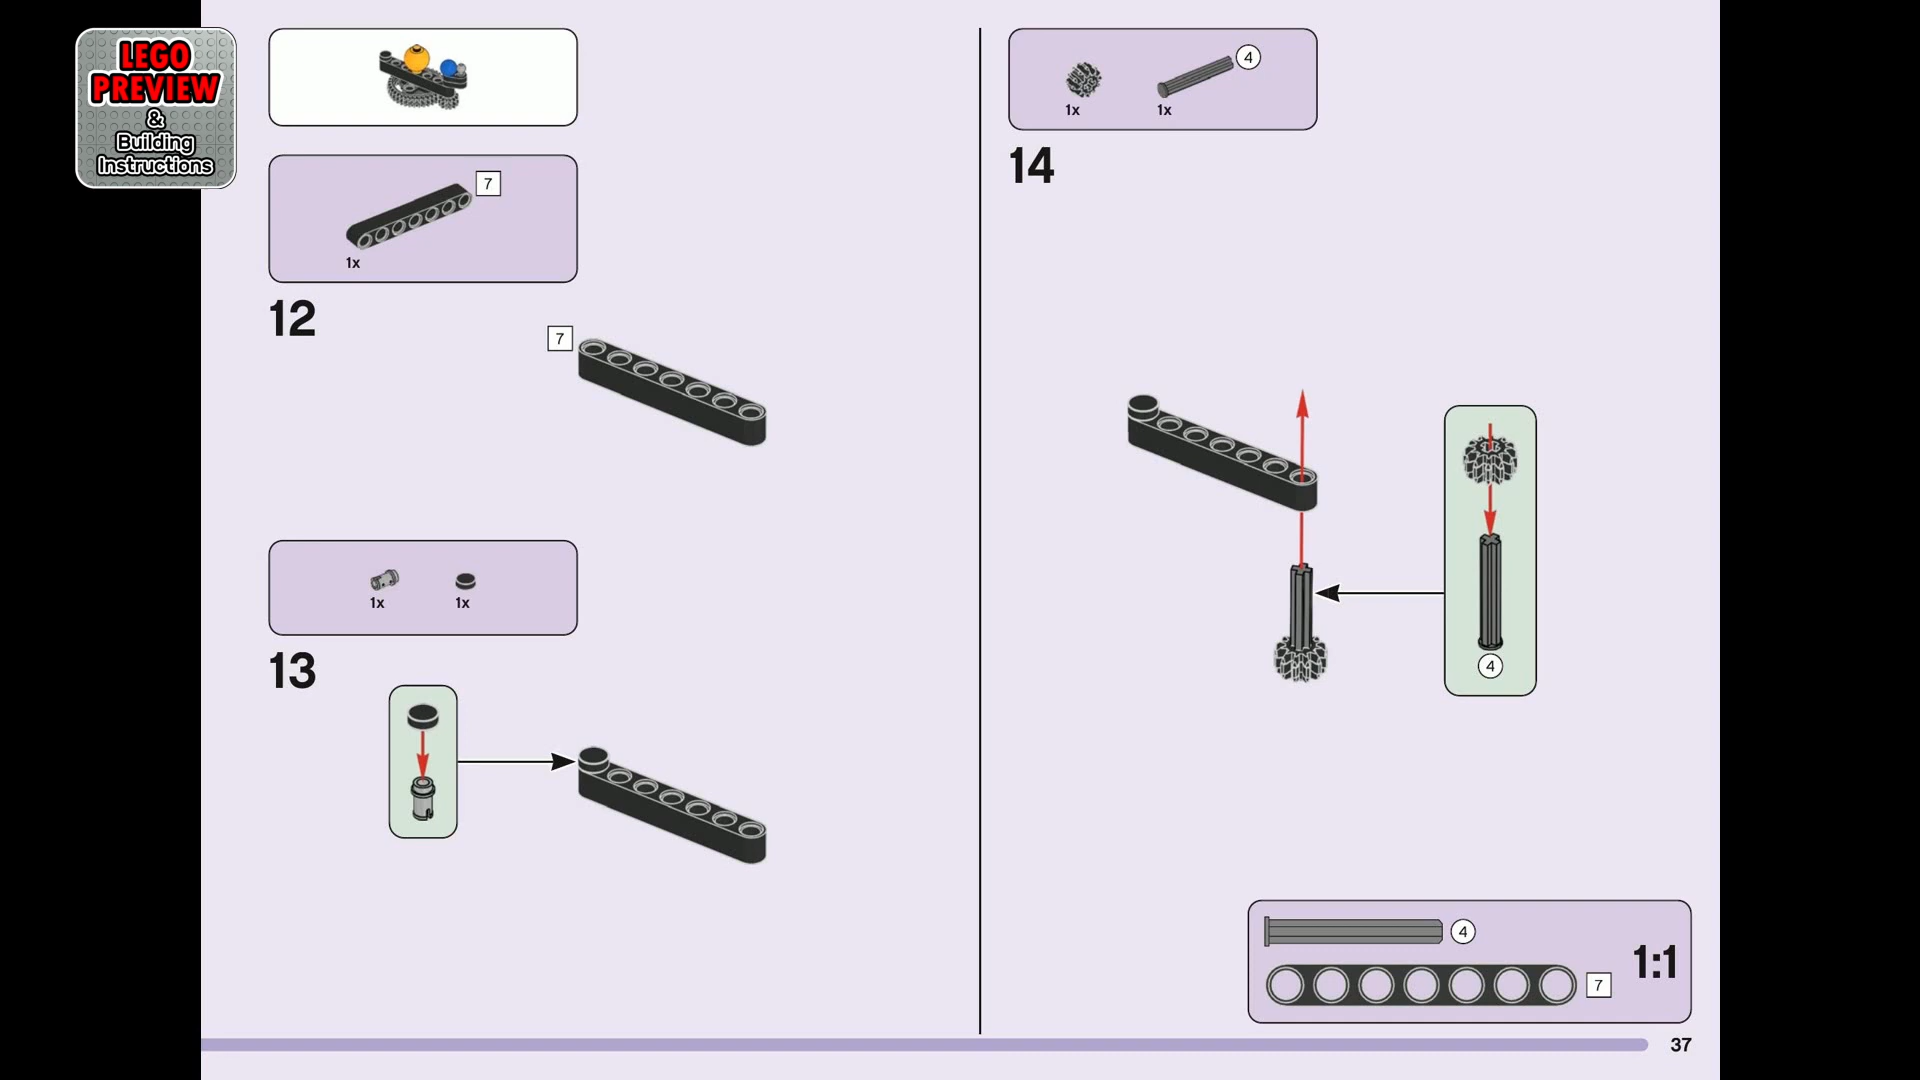 LEGO
PREVIEW
&
Building
Instructions
7
1x
12
7
1x
1x
13
4
1x
1x
14
4
4
7
1:1
37